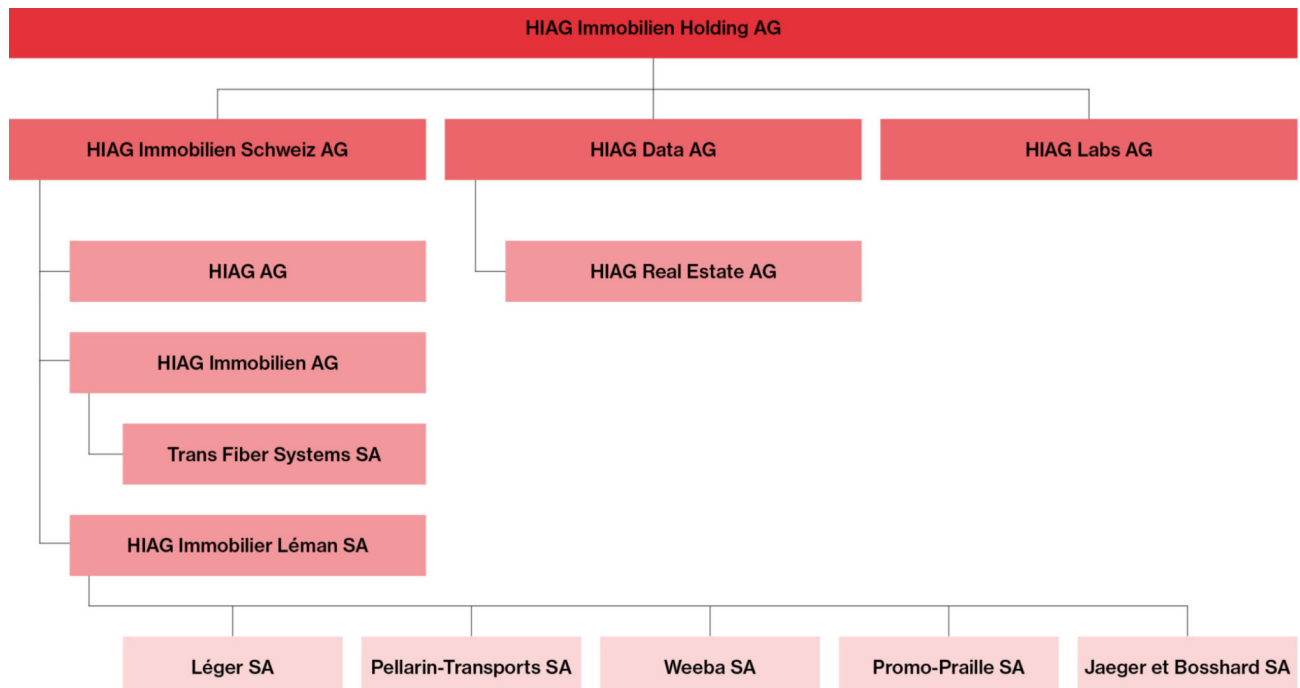 HIAG Immobilien Holding AG
HIAG Immobilien Schweiz AG
HIAG Data AG
HIAG Labs AG
HIAG AG
HIAG Real Estate AG
HIAG Immobilien AG
Trans Fiber Systems SA
HIAG Immobilier Léman SA
Léger SA
Pellarin-Transports SA
Weeba SA
Promo-Praille SA
Jaeger et Bosshard SA